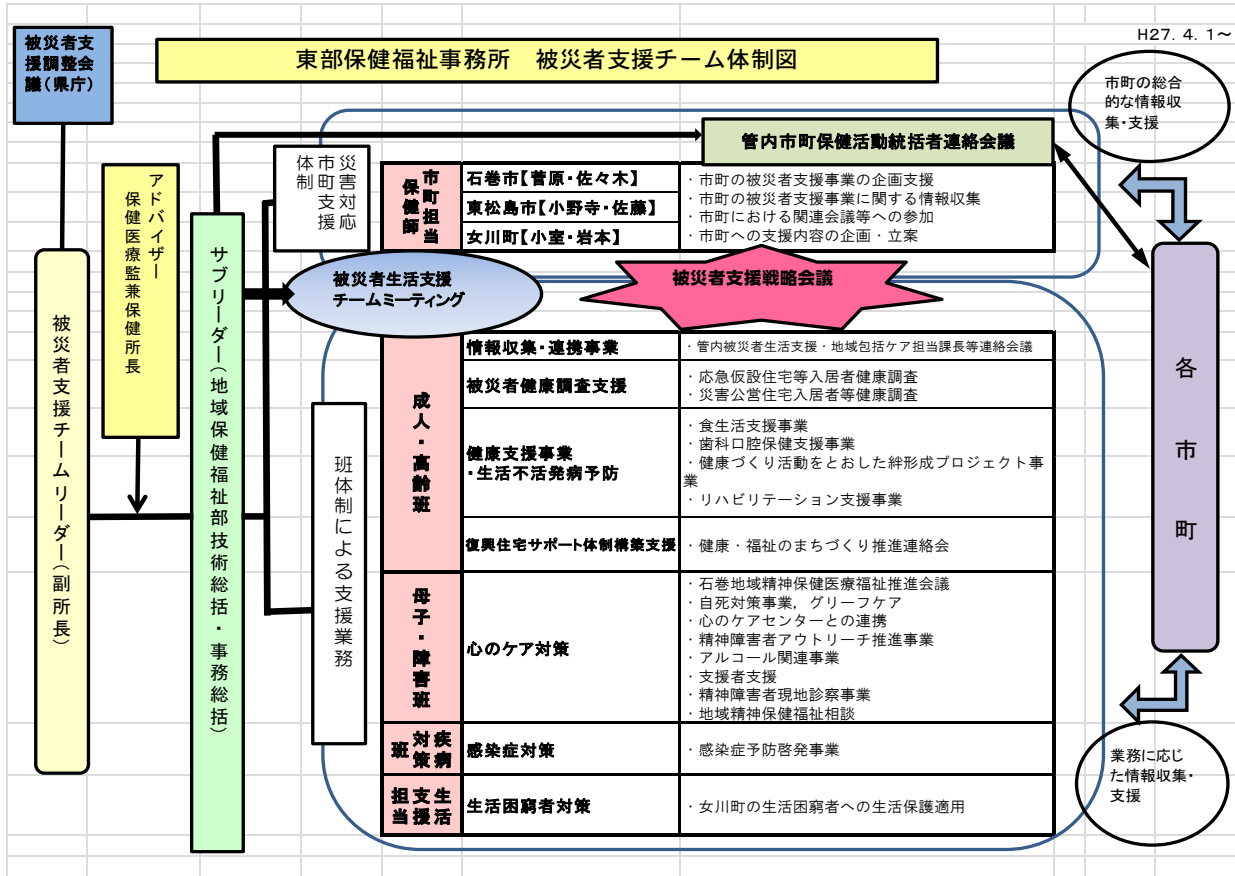 H27. 4. 1～
被災者支
援調整会
議(県庁)
東部保健福祉事務所　被災者支援チーム体制図
市町の総合
的な情報収
集・支援
管内市町保健活動統括者連絡会議
アドバイザー
保健医療監兼保健所長
災害対応
市町支援
体制
市町担当
保健師
石巻市【菅原・佐々木】
東松島市【小野寺・佐藤】
女川町【小室・岩本】
・市町の被災者支援事業の企画支援
・市町の被災者支援事業に関する情報収集
・市町における関連会議等への参加
・市町への支援内容の企画・立案
被災者支援チームリーダー(副所長)
サブリーダー(地域保健福祉部技術総括・事務総括)
被災者生活支援
チームミーティング
被災者支援戦略会議
各市町
班体制による支援業務
成人・高齢班
情報収集・連携事業
・管内被災者生活支援・地域包括ケア担当課長等連絡会議
被災者健康調査支援
・応急仮設住宅等入居者健康調査
・災害公営住宅入居者等健康調査
健康支援事業
・生活不活発病予防
・食生活支援事業
・歯科口腔保健支援事業
・健康づくり活動をとおした絆形成プロジェクト事
業
・リハビリテーション支援事業
復興住宅サポート体制構築支援
・健康・福祉のまちづくり推進連絡会
母子・障害班
心のケア対策
・石巻地域精神保健医療福祉推進会議
・自死対策事業，グリーフケア
・心のケアセンターとの連携
・精神障害者アウトリーチ推進事業
・アルコール関連事業
・支援者支援
・精神障害者現地診察事業
・地域精神保健福祉相談
疾病
対策
班
感染症対策
・感染症予防啓発事業
生活
支援
担当
生活困窮者対策
・女川町の生活困窮者への生活保護適用
業務に応じ
た情報収集・
支援